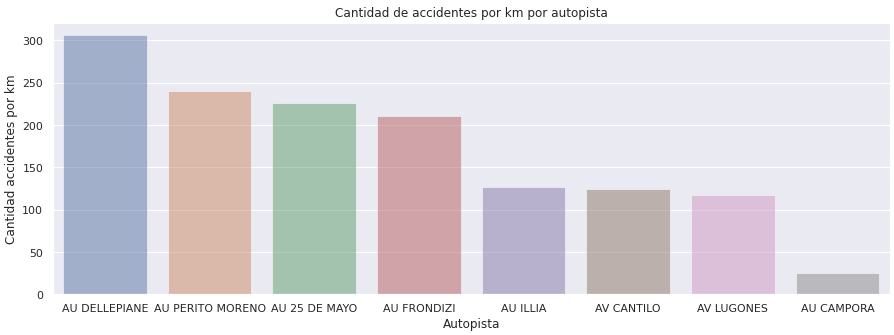 Cantidad de accidentes por km por autopista
Cantidad accidentes por km
300
250
200
150
100
50
0
AU DELLEPIANE AU PERITO MORENO AU 25 DE MAYO AU FRONDIZI AU ILLIA AV CANTILO AV LUGONES AU CAMPORA
Autopista